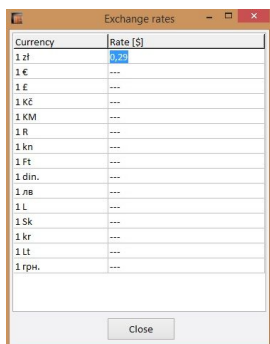 Exchange rates
Currency Rate [$]
1 zł 0,29
1 € ---
1 £ ---
1 Kč ---
1 KM ---
1 R ---
1 kn ---
1 Ft ---
1 din. ---
1 лв ---
1 L ---
1 Sk ---
1 kr ---
1 Lt ---
1 грн. ---
Close